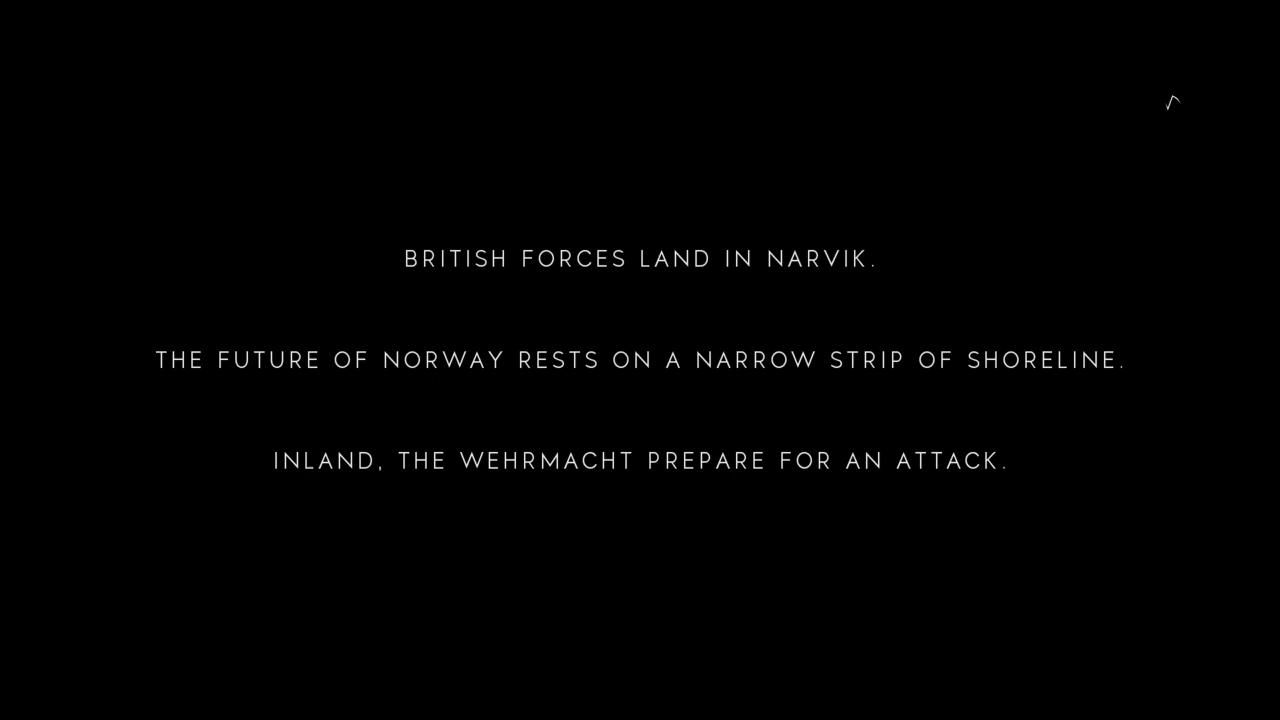 BRITISH FORCES LAND IN NARVIK.
THE FUTURE OF NORWAY RESTS ON A NARROW STRIP OF SHORELINE.
INLAND, THE WEHRMACHT PREPARE FOR AN ATTACK.